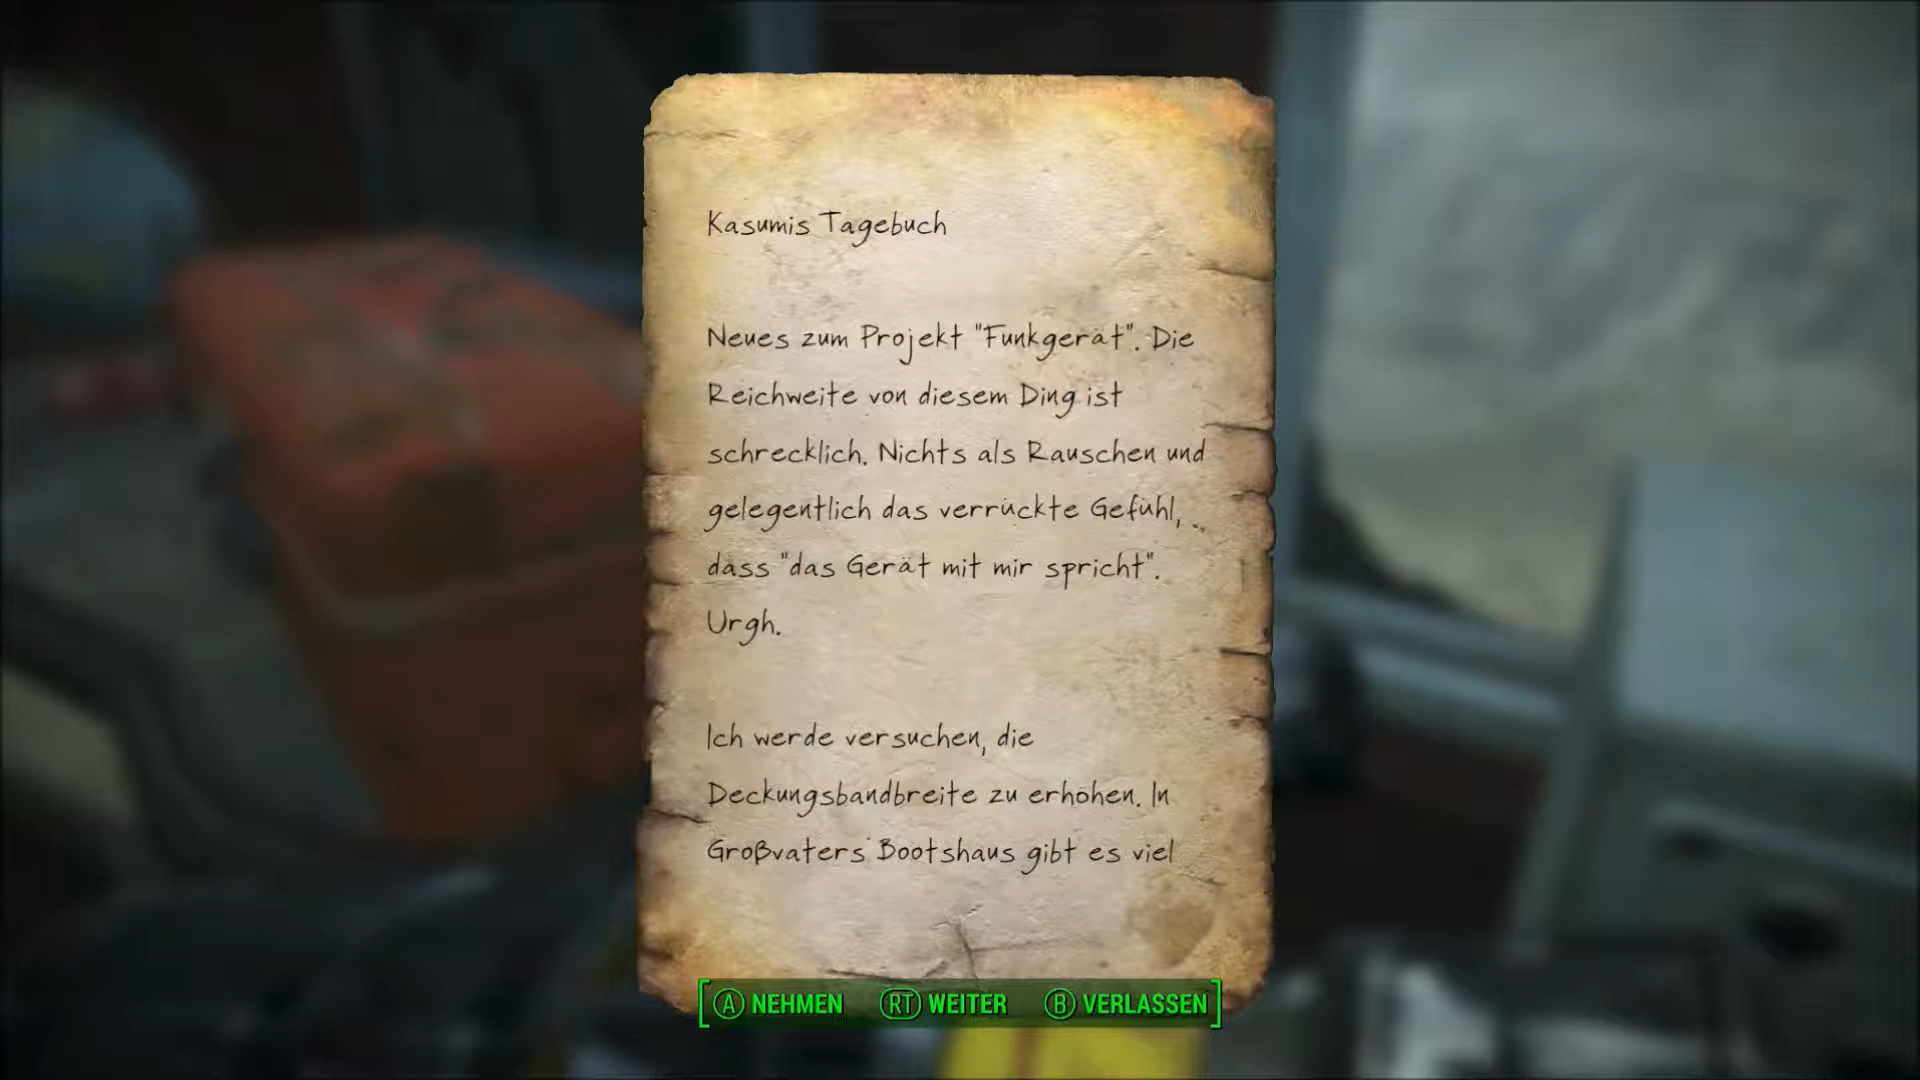 Kasumis Tagebuch
Neues zum Projekt "Funkgerät". Die
Reichweite von diesem Ding ist
schrecklich. Nichts als Rauschen und
gelegentlich das verrückte Gefühl,
dass "das Gerät mit mir spricht".
Urgh.
Ich werde versuchen, die
Deckungsbandbreite zu erhöhen. In
Großvaters Bootshaus gibt es viel
A NEHMEN RT WEITER B VERLASSEN